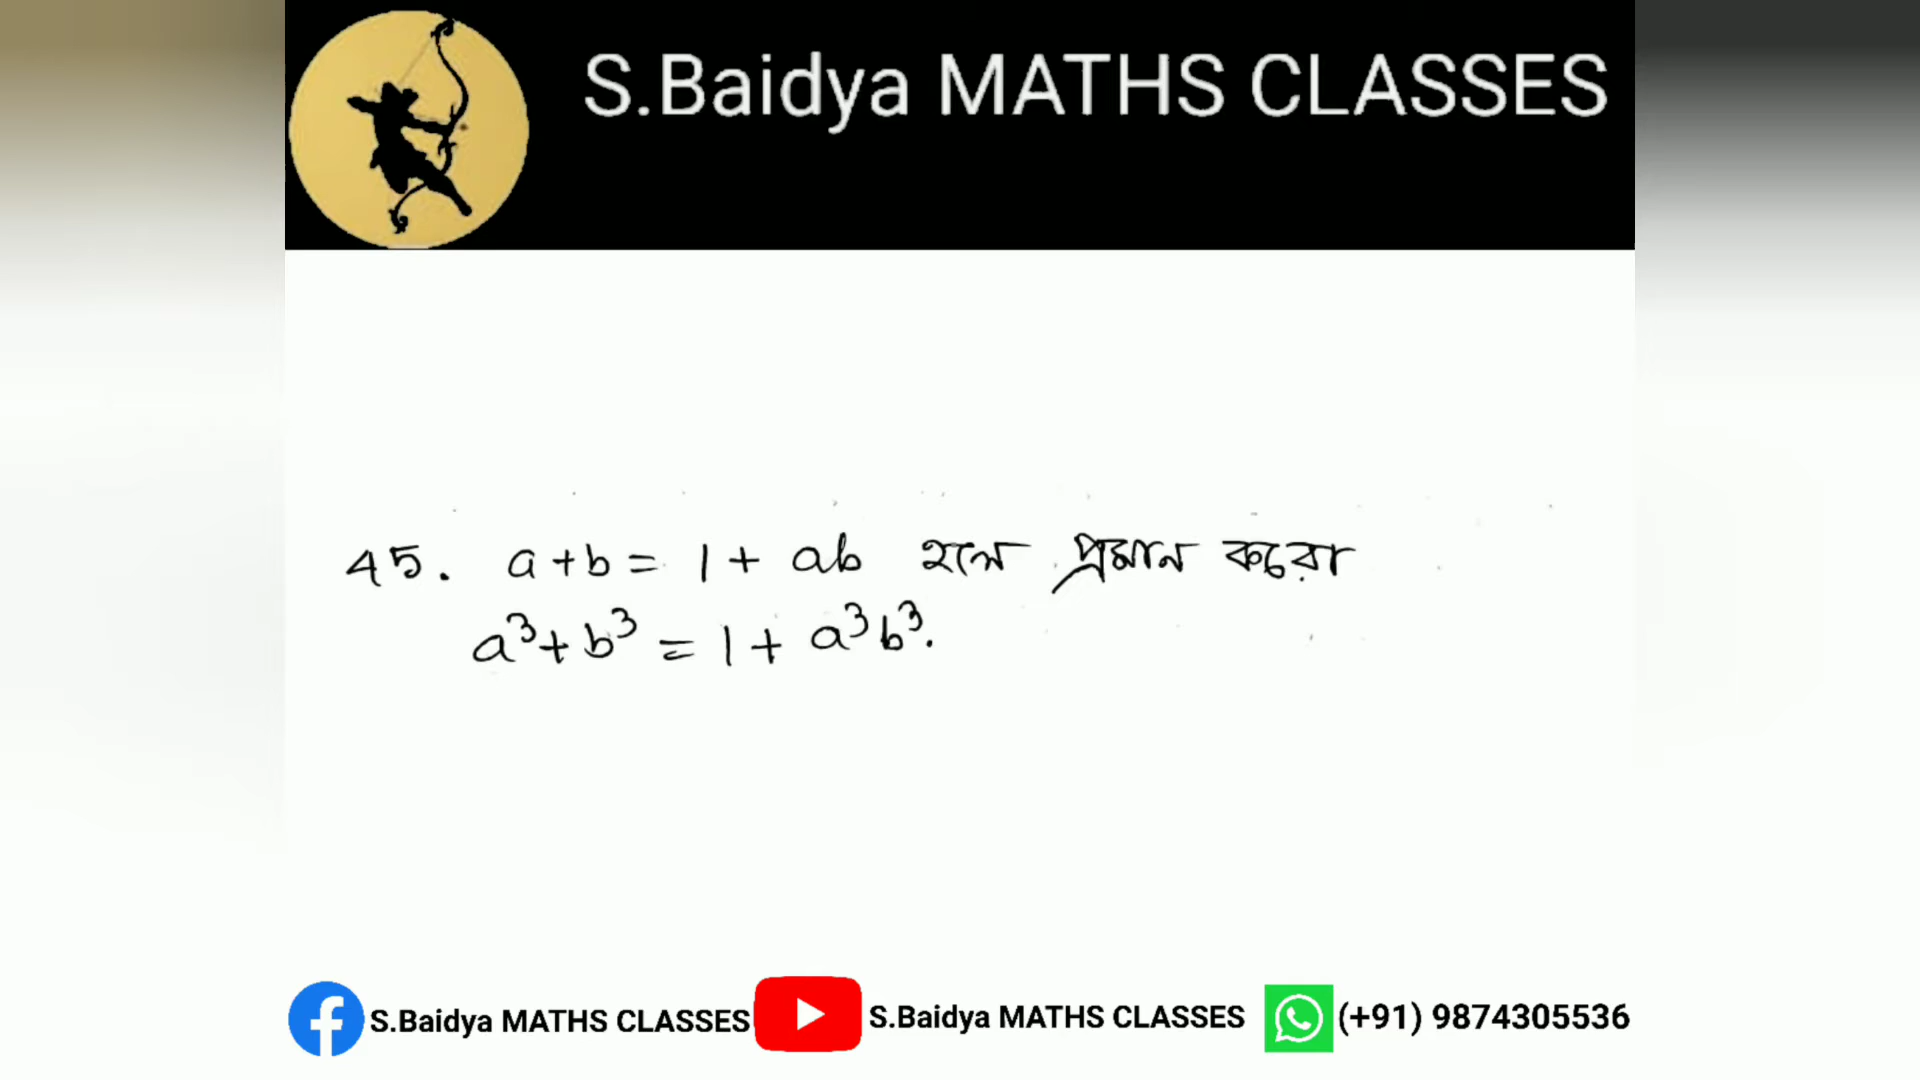 S.Baidya MATHS CLASSES
45. a+b = 1 + ab হলে প্রমান করো
a³+b³ = 1 + a³b³.
S.Baidya MATHS CLASSES
S.Baidya MATHS CLASSES
(+91) 9874305536